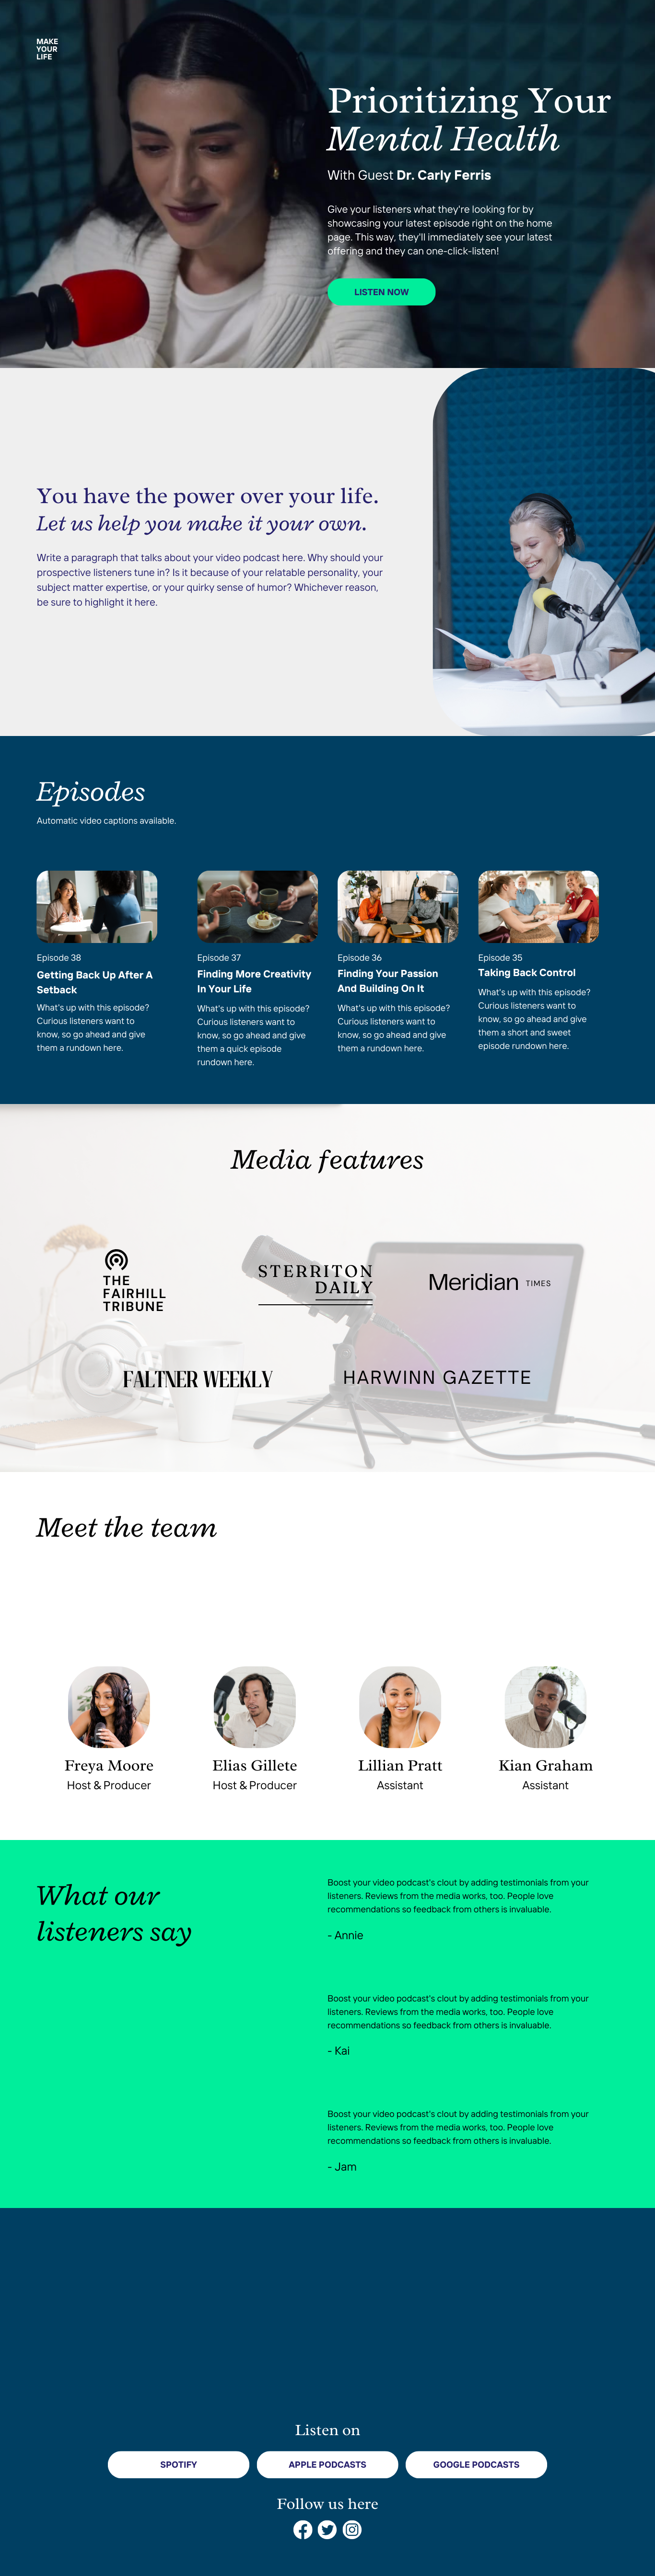 MAKE
YOUR
LIFE
Prioritizing Your
Mental Health
With Guest Dr. Carly Ferris
Give your listeners what they're looking for by
showcasing your latest episode right on the home
page. This way, they'll immediately see your latest
offering and they can one-click-listen!
LISTEN NOW
You have the power over your life.
Let us help you make it your own.
Write a paragraph that talks about your video podcast here. Why should your
prospective listeners tune in? Is it because of your relatable personality, your
subject matter expertise, or your quirky sense of humor? Whichever reason,
be sure to highlight it here.
Episodes
Automatic video captions available.
Episode 38
Getting Back Up After A
Setback
What's up with this episode?
Curious listeners want to
know, so go ahead and give
them a rundown here.
Episode 37
Finding More Creativity
In Your Life
What's up with this episode?
Curious listeners want to
know, so go ahead and give
them a quick episode
rundown here.
Episode 36
Finding Your Passion
And Building On It
What's up with this episode?
Curious listeners want to
know, so go ahead and give
them a rundown here.
Episode 35
Taking Back Control
What's up with this episode?
Curious listeners want to
know, so go ahead and give
them a short and sweet
episode rundown here.
Media features
THE
FAIRHILL
TRIBUNE
STERRITON
DAILY
Meridian TIMES
FALTNER WEEKLY
HARWINN GAZETTE
Meet the team
Freya Moore
Host & Producer
Elias Gillete
Host & Producer
Lillian Pratt
Assistant
Kian Graham
Assistant
What our
listeners say
Boost your video podcast's clout by adding testimonials from your
listeners. Reviews from the media works, too. People love
recommendations so feedback from others is invaluable.
- Annie
Boost your video podcast's clout by adding testimonials from your
listeners. Reviews from the media works, too. People love
recommendations so feedback from others is invaluable.
- Kai
Boost your video podcast's clout by adding testimonials from your
listeners. Reviews from the media works, too. People love
recommendations so feedback from others is invaluable.
- Jam
Listen on
SPOTIFY
APPLE PODCASTS
GOOGLE PODCASTS
Follow us here